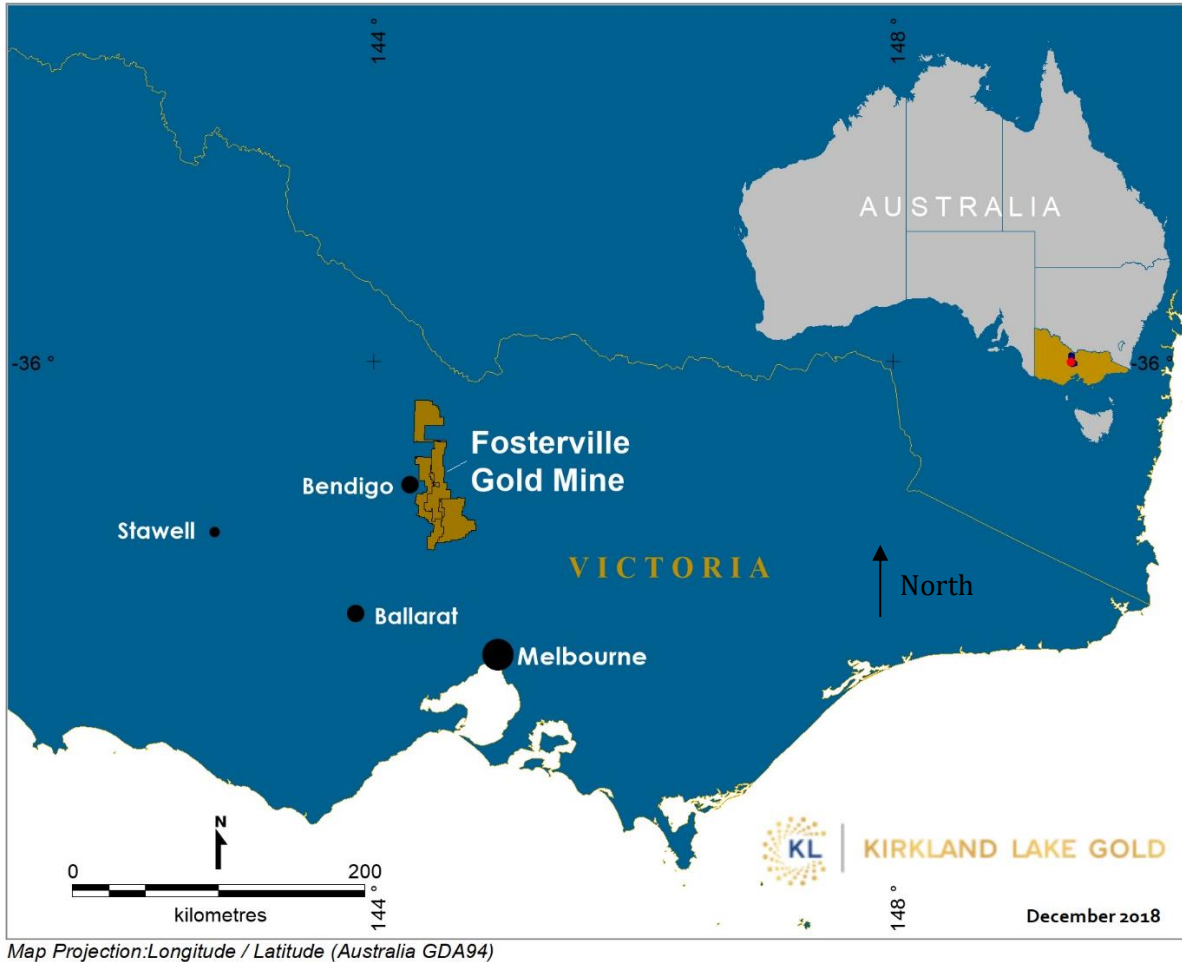 144 °
148 °
AUSTRALIA
-36 °
-36 °
Fosterville
Gold Mine
Bendigo
Stawell
VICTORIA
North
Ballarat
Melbourne
N
0 200
kilometres
144 °
148 °
KL KIRKLAND LAKE GOLD
December 2018
Map Projection:Longitude / Latitude (Australia GDA94)